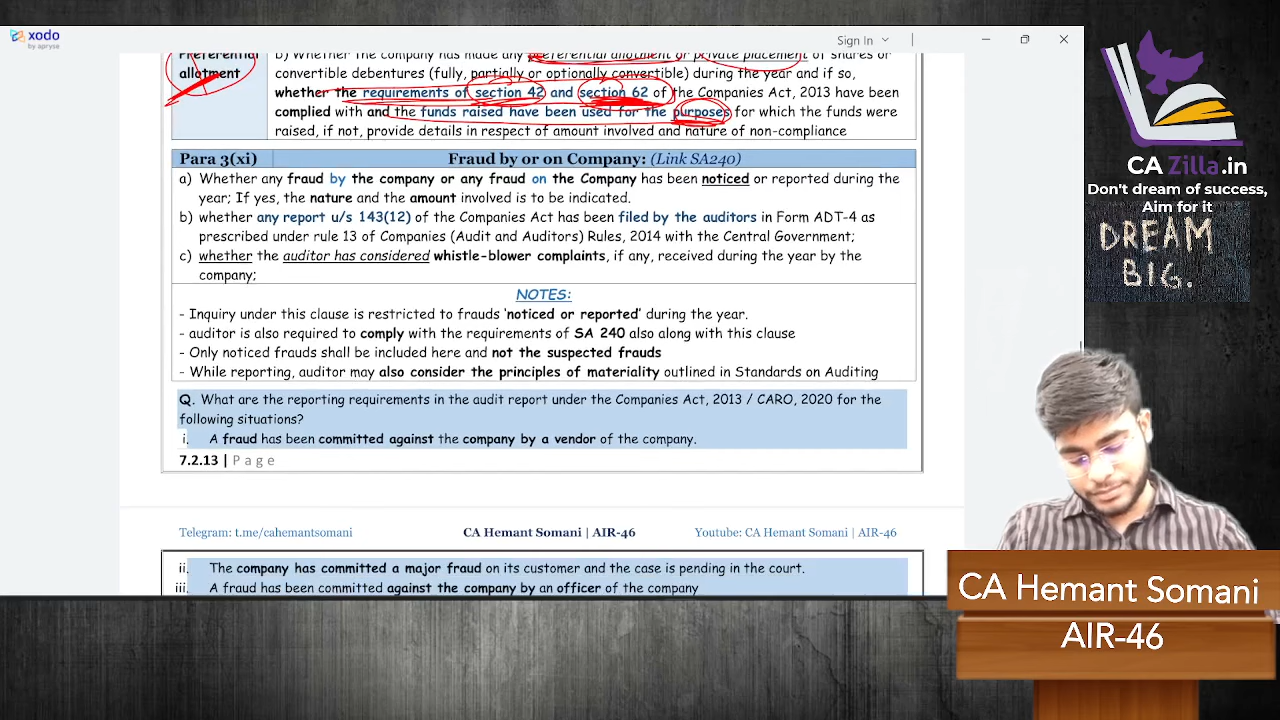 xodo
by apryse
Sign In
Preferential
allotment
b) Whether the company has made any preferential allotment or private placement of shares or
convertible debentures (fully, partially or optionally convertible) during the year and if so,
whether the requirements of section 42 and section 62 of the Companies Act, 2013 have been
complied with and the funds raised have been used for the purposes for which the funds were
raised, if not, provide details in respect of amount involved and nature of non-compliance
Para 3(xi) Fraud by or on Company: (Link SA240)
a) Whether any fraud by the company or any fraud on the Company has been noticed or reported during the
year; If yes, the nature and the amount involved is to be indicated.
b) whether any report u/s 143(12) of the Companies Act has been filed by the auditors in Form ADT-4 as
prescribed under rule 13 of Companies (Audit and Auditors) Rules, 2014 with the Central Government;
c) whether the auditor has considered whistle-blower complaints, if any, received during the year by the
company;
NOTES:
- Inquiry under this clause is restricted to frauds ‘noticed or reported’ during the year.
- auditor is also required to comply with the requirements of SA 240 also along with this clause
- Only noticed frauds shall be included here and not the suspected frauds
- While reporting, auditor may also consider the principles of materiality outlined in Standards on Auditing
Q. What are the reporting requirements in the audit report under the Companies Act, 2013 / CARO, 2020 for the
following situations?
i. A fraud has been committed against the company by a vendor of the company.
7.2.13 | Page
Telegram: t.me/cahemantsomani CA Hemant Somani | AIR-46 Youtube: CA Hemant Somani | AIR-46
ii. The company has committed a major fraud on its customer and the case is pending in the court.
iii. A fraud has been committed against the company by an officer of the company
CA Zilla.in
Don't dream of success,
Aim for it
DREAM
BIG.
CA Hemant Somani
AIR-46